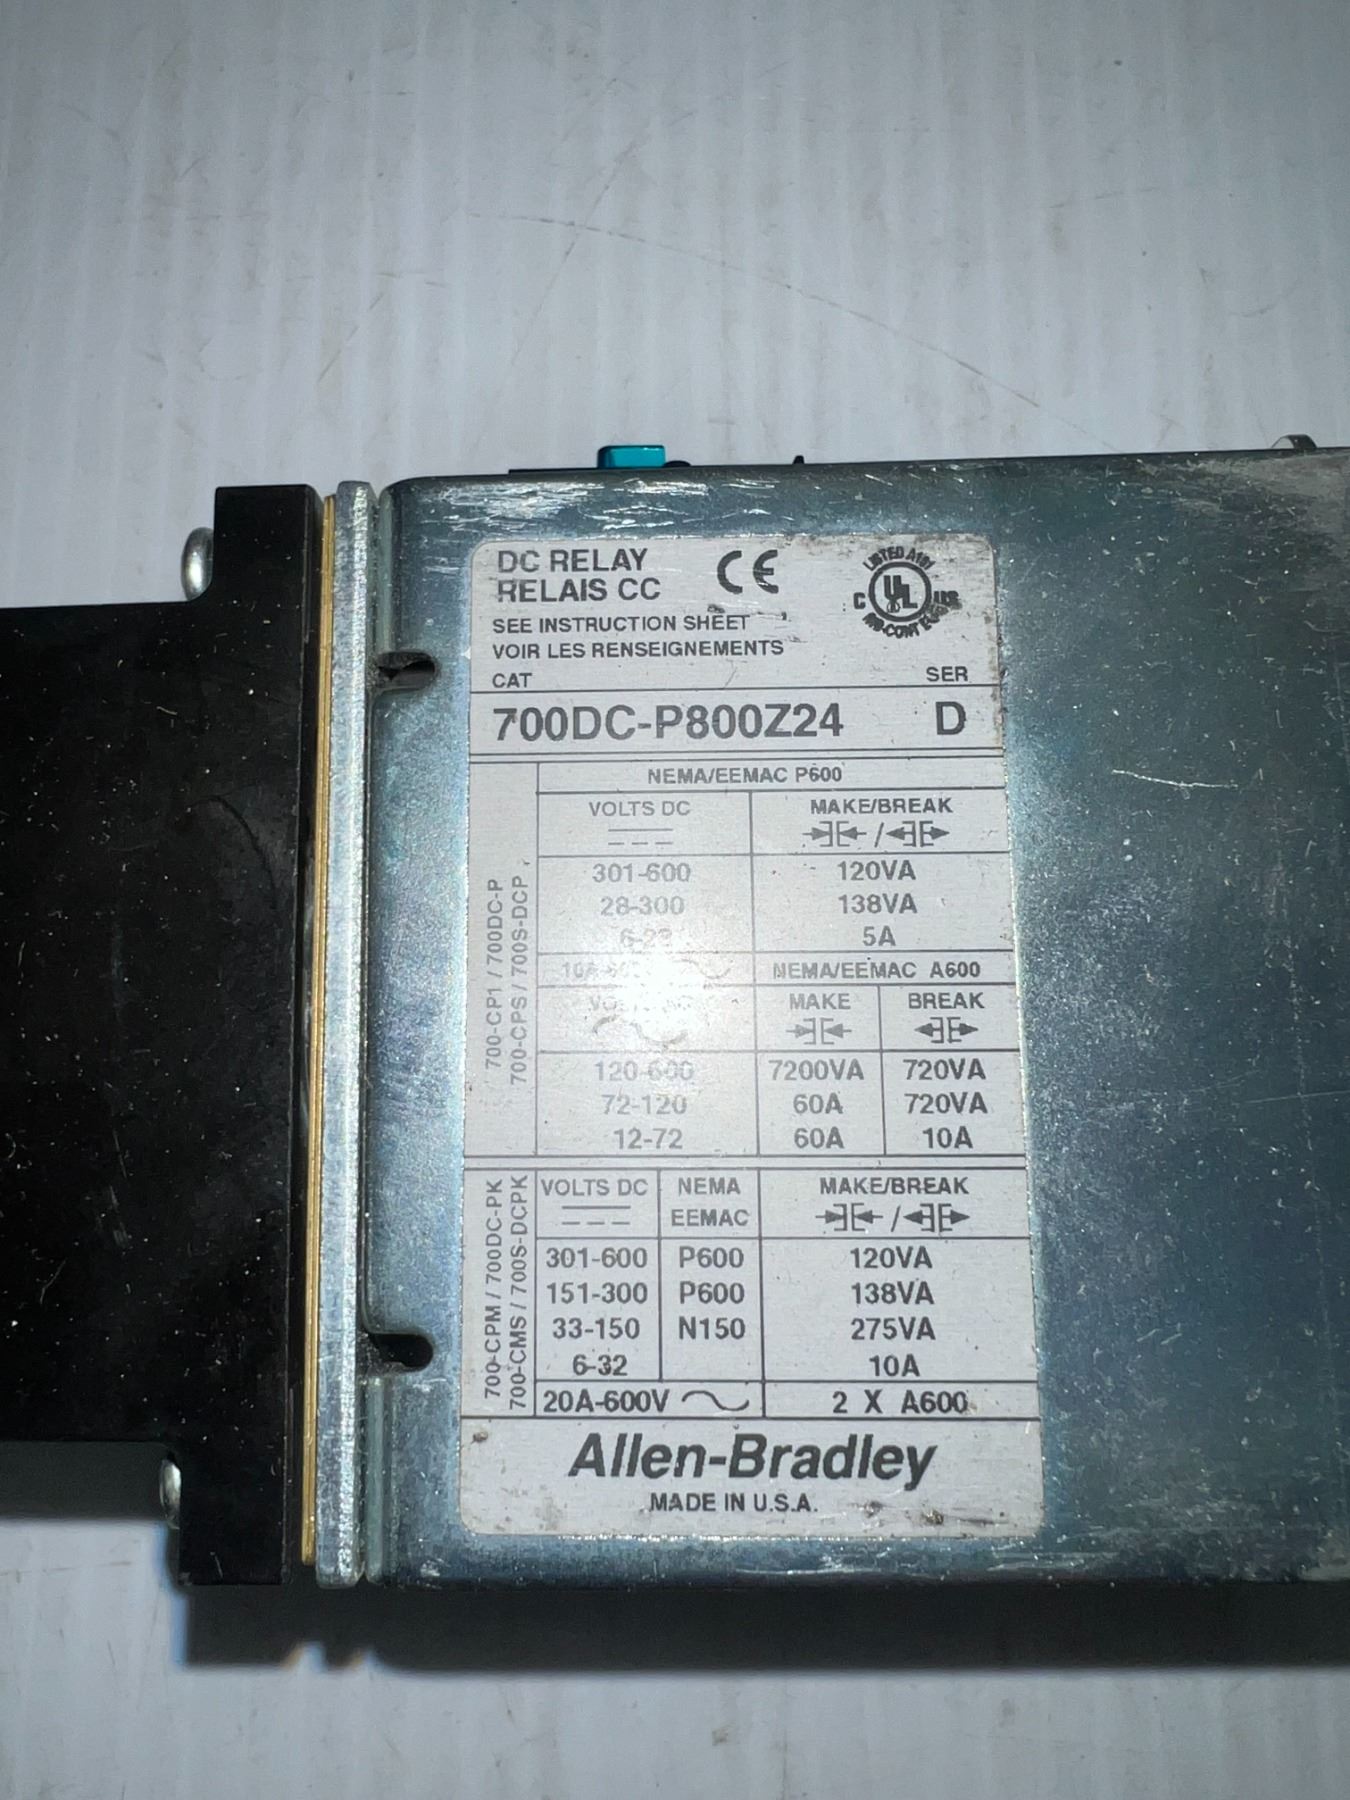 DC RELAY CE
RELAIS CC
LISTED
C UL US
SEE INSTRUCTION SHEET
VOIR LES RENSEIGNEMENTS
CAT SER
700DC-P800Z24 D
700-CP1 / 700DC-P
700-CPS / 700S-DCP
NEMA/EEMAC P600
VOLTS DC MAKE/BREAK
/
301-600 120VA
28-300 138VA
5A
NEMA/EEMAC A600
MAKE BREAK
120-600 7200VA 720VA
72-120 60A 720VA
12-72 60A 10A
700-CPM / 700DC-PK
700-CMS / 700S-DCPK
VOLTS DC NEMA MAKE/BREAK
EEMAC /
301-600 P600 120VA
151-300 P600 138VA
33-150 N150 275VA
6-32 10A
20A-600V 2 X A600
Allen-Bradley
MADE IN U.S.A.